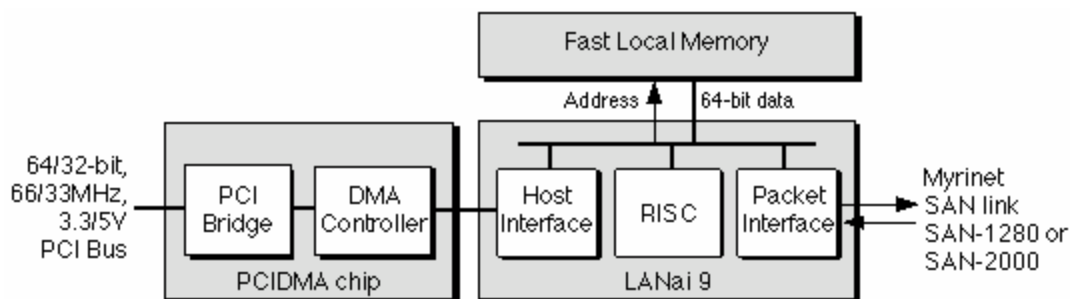 Fast Local Memory
Address
64-bit data
64/32-bit,
66/33MHz,
3.3/5V
PCI Bus
PCI
Bridge
DMA
Controller
PCIDMA chip
Host
Interface
RISC
Packet
Interface
LANai 9
Myrinet
SAN link
SAN-1280 or
SAN-2000